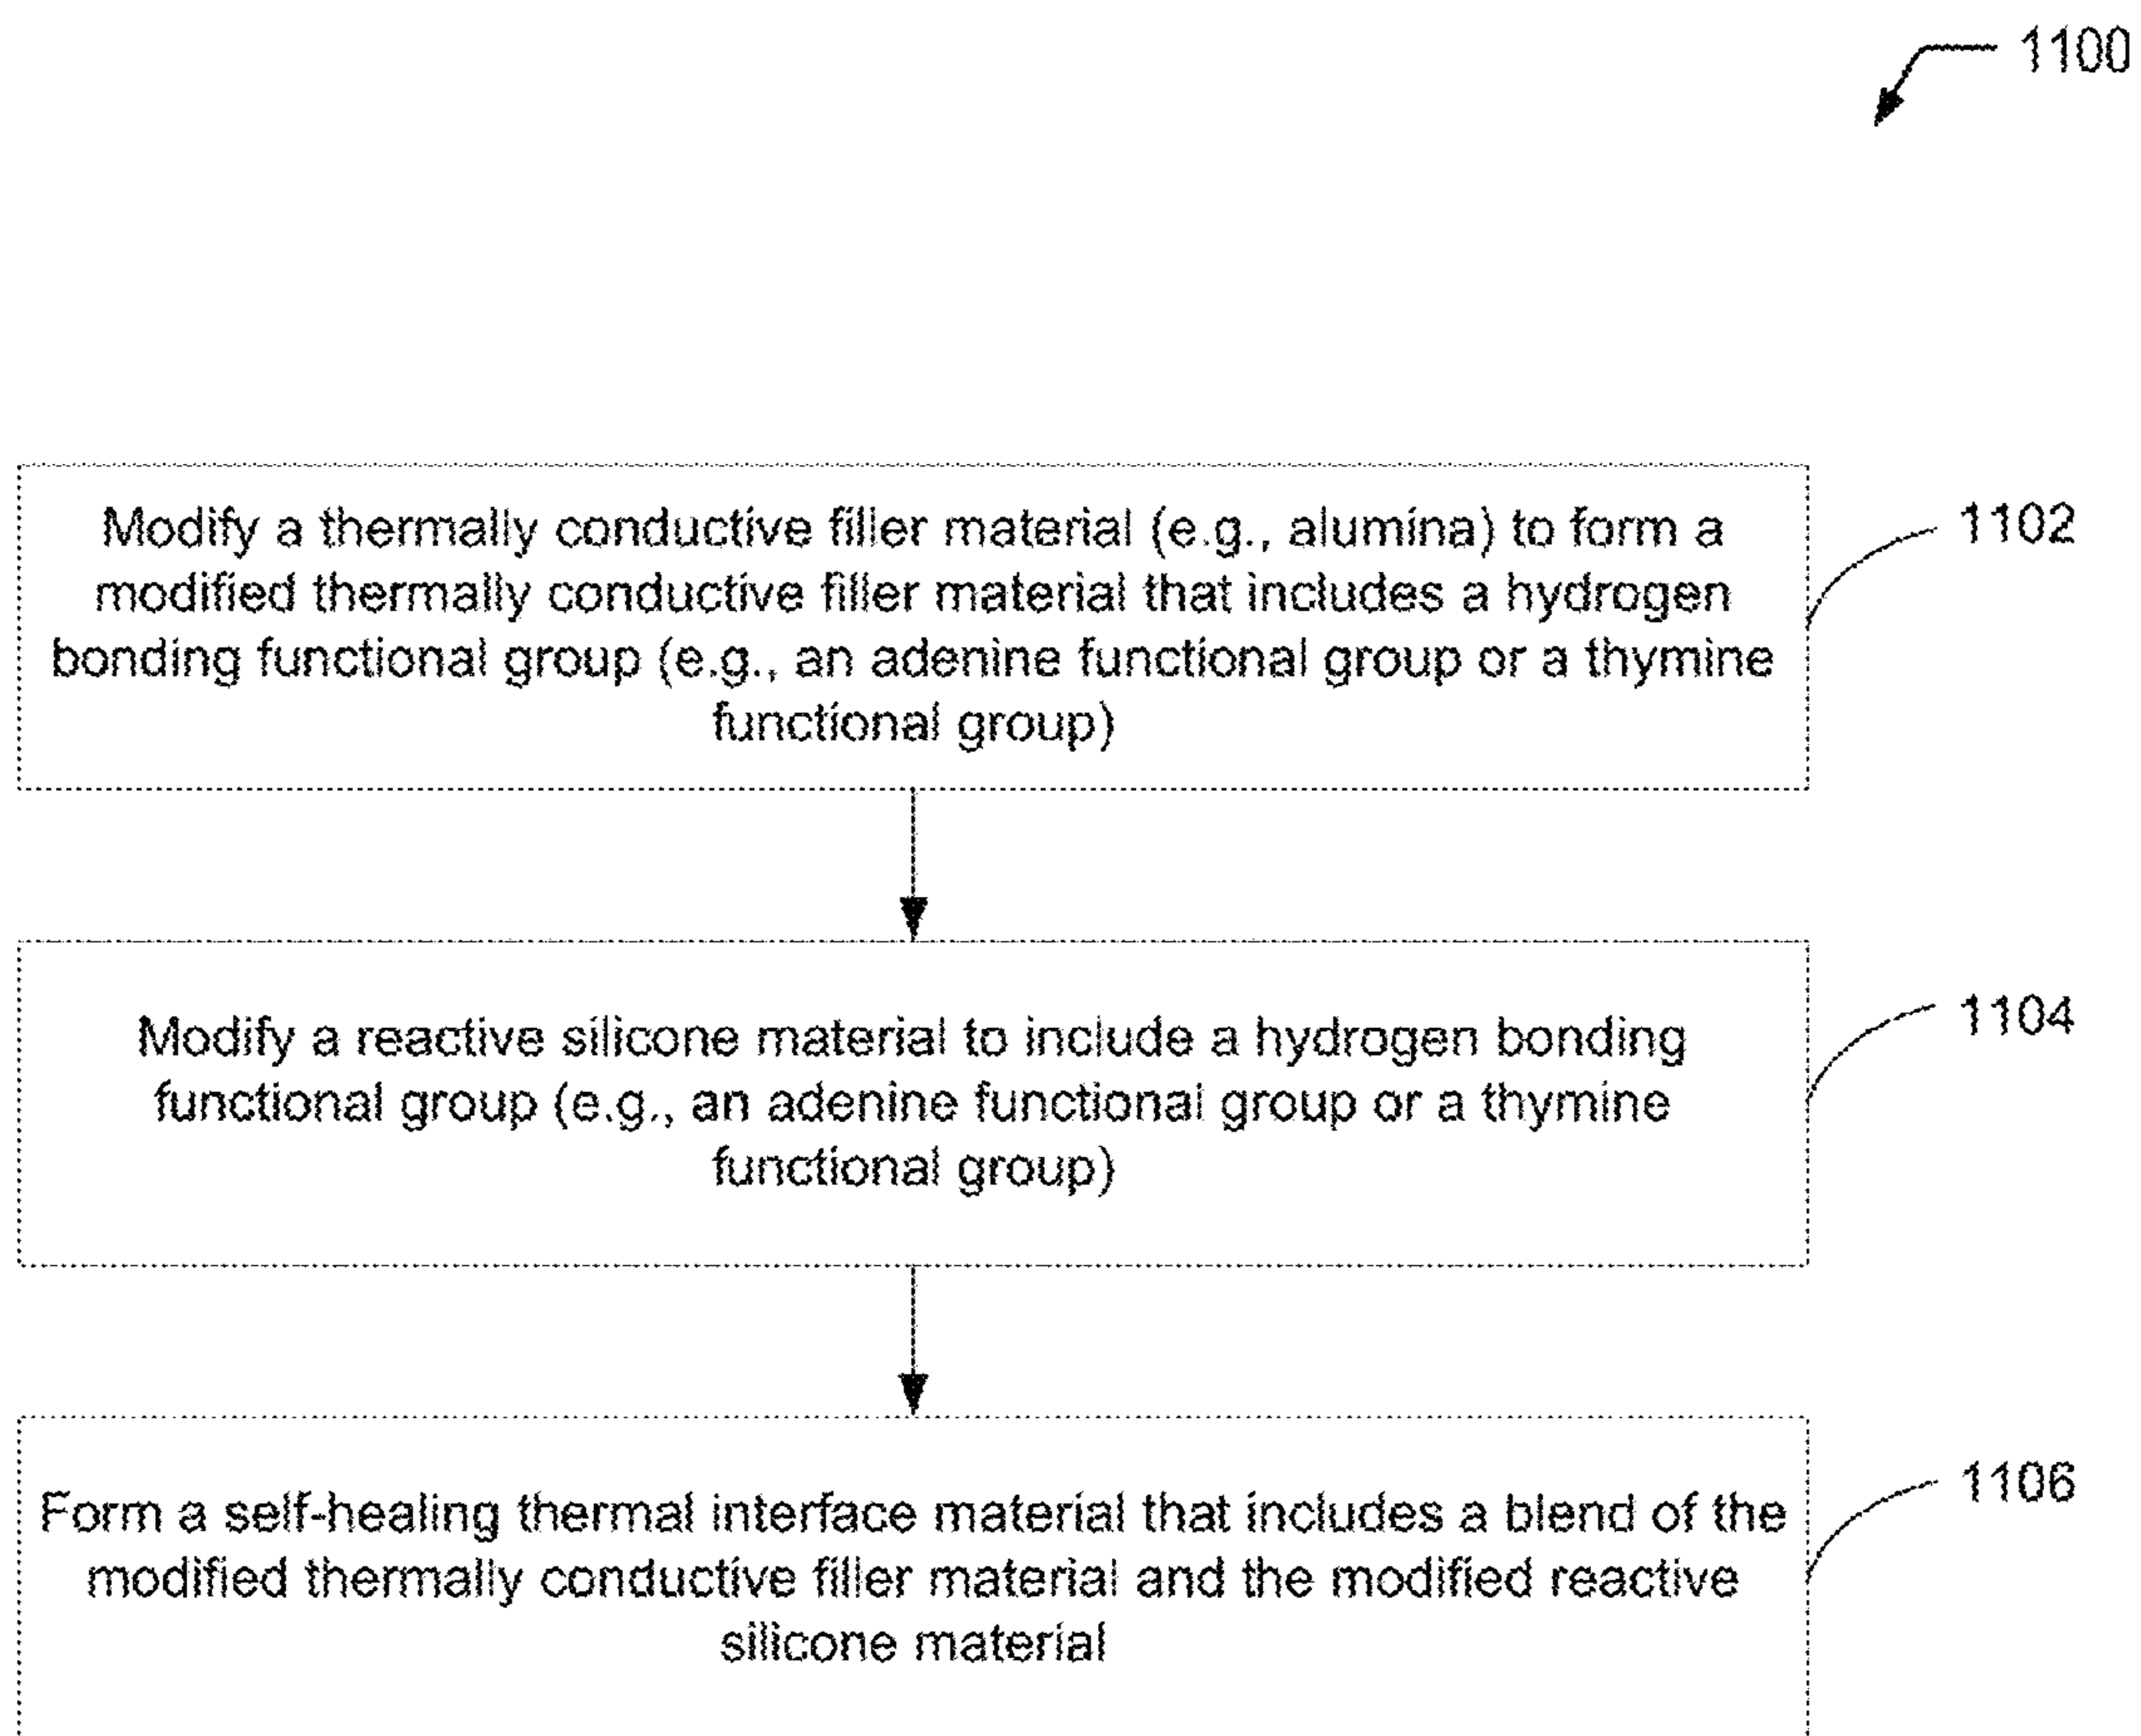 1100
Modify a thermally conductive filler material (e.g., alumina) to form a
modified thermally conductive filler material that includes a hydrogen
bonding functional group (e.g., an adenine functional group or a thymine
functional group)
1102
Modify a reactive silicone material to include a hydrogen bonding
functional group (e.g., an adenine functional group or a thymine
functional group)
1104
Form a self-healing thermal interface material that includes a blend of the
modified thermally conductive filler material and the modified reactive
silicone material
1106